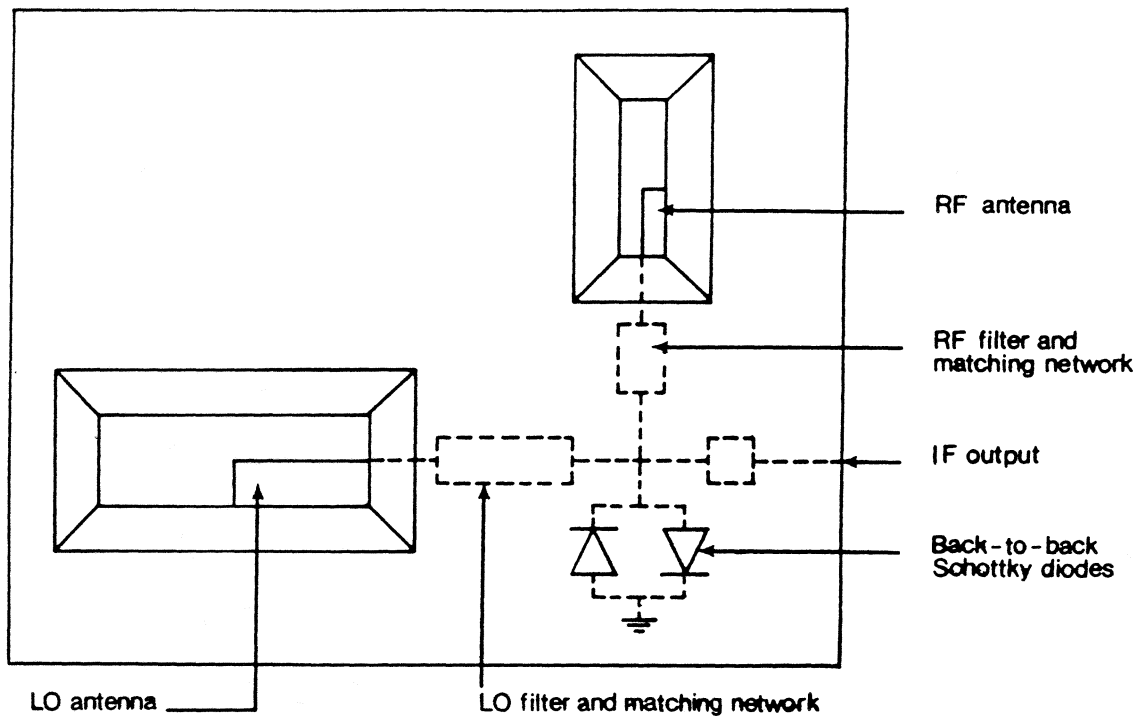 RF antenna
RF filter and
matching network
IF output
Back-to-back
Schottky diodes
LO antenna
LO filter and matching network